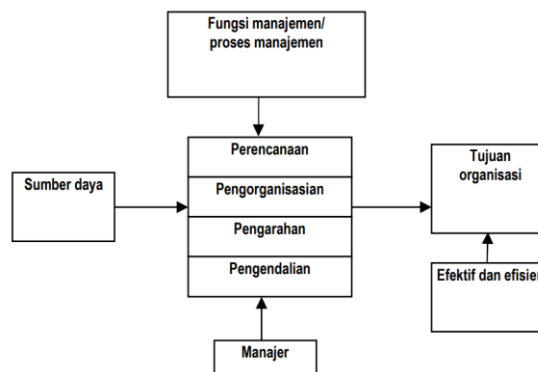 Fungsi manajemen/
proses manajemen
Perencanaan
Pengorganisasian
Pengarahan
Pengendalian
Sumber daya
Tujuan
organisasi
Efektif dan efisien
Manajer